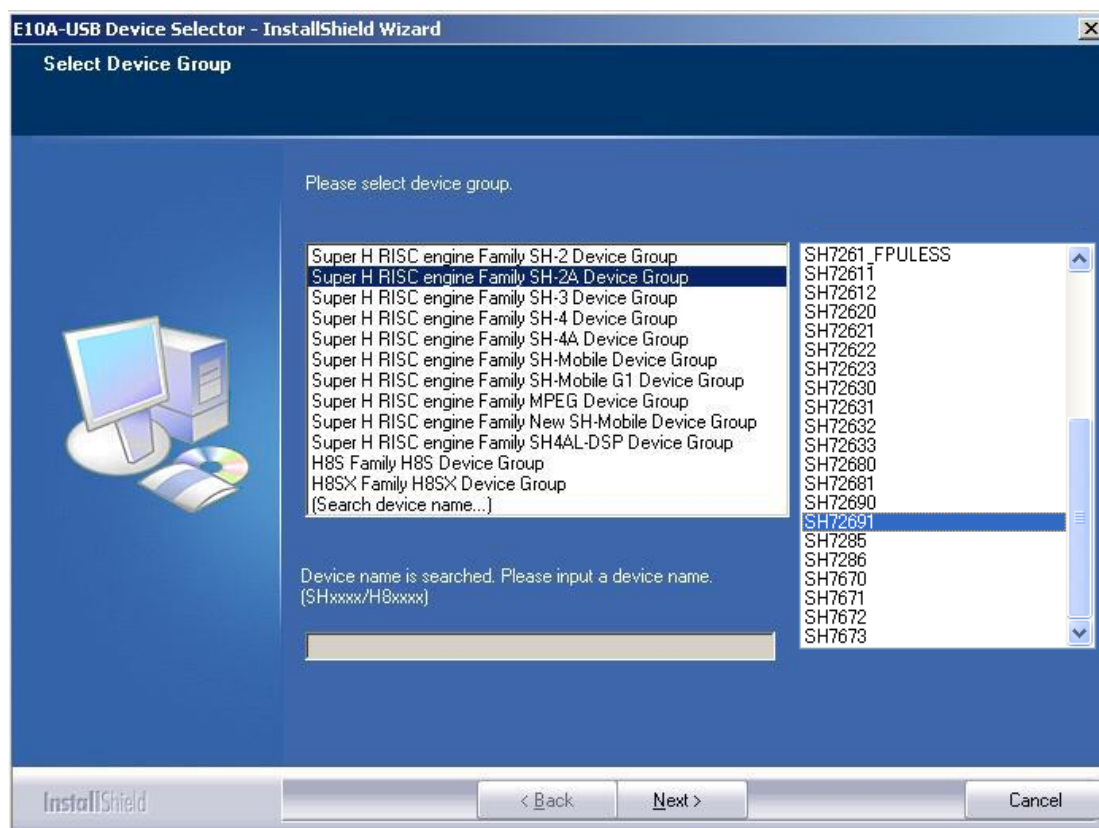 E10A-USB Device Selector - InstallShield Wizard
Select Device Group
Please select device group.
Super H RISC engine Family SH-2 Device Group
Super H RISC engine Family SH-2A Device Group
Super H RISC engine Family SH-3 Device Group
Super H RISC engine Family SH-4 Device Group
Super H RISC engine Family SH-4A Device Group
Super H RISC engine Family SH-Mobile Device Group
Super H RISC engine Family SH-Mobile G1 Device Group
Super H RISC engine Family MPEG Device Group
Super H RISC engine Family New SH-Mobile Device Group
Super H RISC engine Family SH4AL-DSP Device Group
H8S Family H8S Device Group
H8SX Family H8SX Device Group
(Search device name...)
Device name is searched. Please input a device name.
(SHxxxx/H8xxxx)
SH7261_FPULESS
SH72611
SH72612
SH72620
SH72621
SH72622
SH72623
SH72630
SH72631
SH72632
SH72633
SH72680
SH72681
SH72690
SH72691
SH7285
SH7286
SH7670
SH7671
SH7672
SH7673
InstallShield
< Back
Next >
Cancel